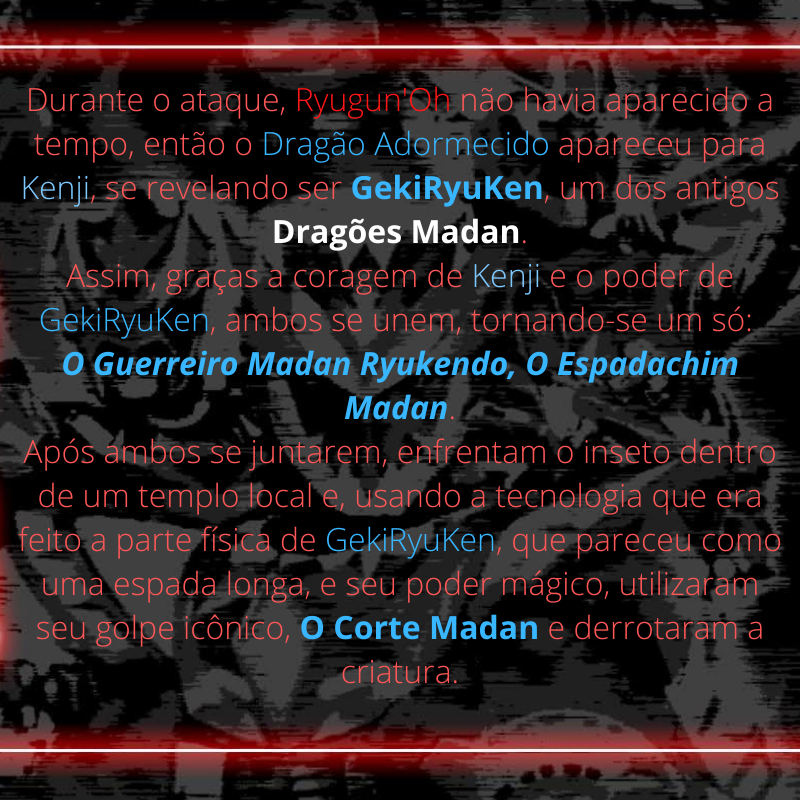 Durante o ataque, Ryugun'Oh não havia aparecido a
tempo, então o Dragão Adormecido apareceu para
Kenji, se revelando ser GekiRyuKen, um dos antigos
Dragões Madan.
Assim, graças a coragem de Kenji e o poder de
GekiRyuKen, ambos se unem, tornando-se um só:
O Guerreiro Madan Ryukendo, O Espadachim
Madan.
Após ambos se juntarem, enfrentam o inseto dentro
de um templo local e, usando a tecnologia que era
feito a parte física de GekiRyuKen, que pareceu como
uma espada longa, e seu poder mágico, utilizaram
seu golpe icônico, O Corte Madan e derrotaram a
criatura.